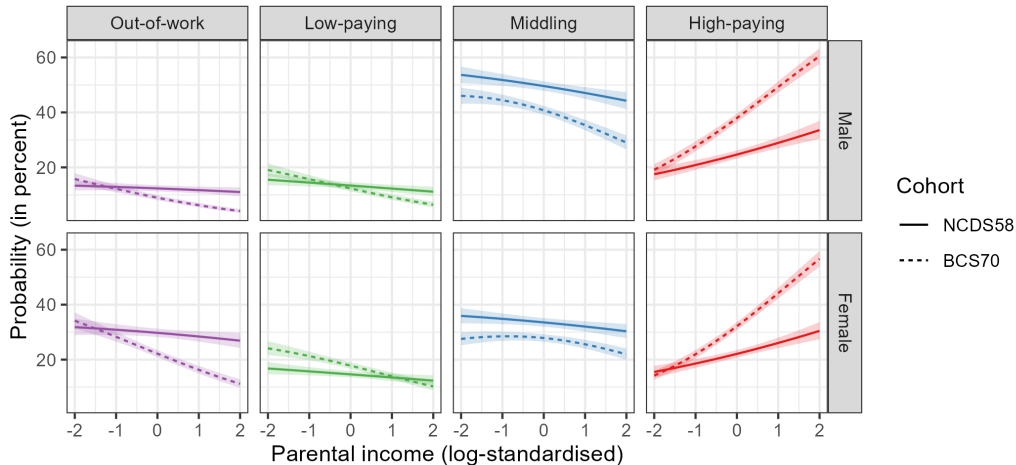 Out-of-work Low-paying Middling High-paying
60
40
20
Male
60
40
20
Female
Probability (in percent)
-2 -1 0 1 2 -2 -1 0 1 2 -2 -1 0 1 2 -2 -1 0 1 2
Parental income (log-standardised)
Cohort
NCDS58
BCS70